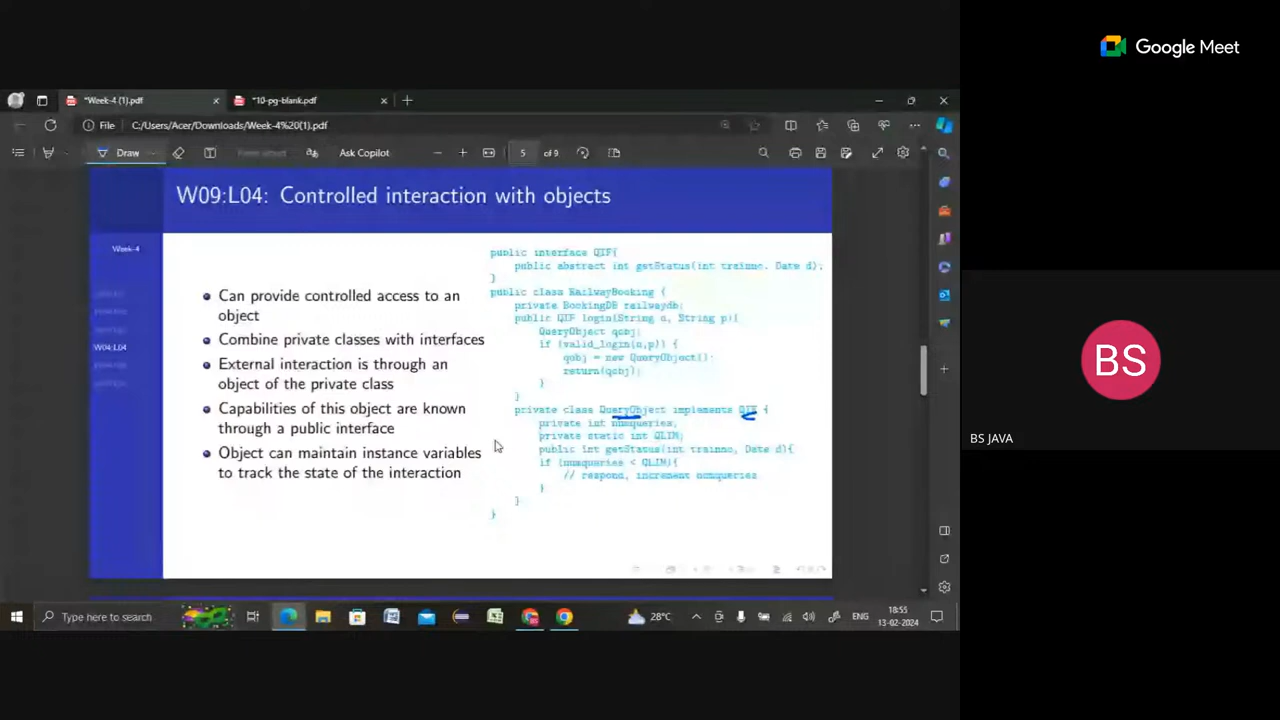 Google Meet
*Week-4 (1).pdf
*10-pg-blank.pdf
File
C:/Users/Acer/Downloads/Week-4%20(1).pdf
Draw
Ask Copilot
5
of 9
W09:L04: Controlled interaction with objects
Week-4
W04:L04
Can provide controlled access to an
object
Combine private classes with interfaces
External interaction is through an
object of the private class
Capabilities of this object are known
through a public interface
Object can maintain instance variables
to track the state of the interaction
public interface QIF{
public abstract int getStatus(int trainno, Date d);
}
public class RailwayBooking {
private BookingDB railwaydb;
public QIF login(String u, String p){
QueryObject qobj;
if (valid_login(u,p)) {
qobj = new QueryObject();
return(qobj);
}
}
private class QueryObject implements QIF {
private int numqueries;
private static int QLIM;
public int getStatus(int trainno, Date d){
if (numqueries < QLIM){
// respond, increment numqueries
}
}
}
BS
BS JAVA
Type here to search
28°C
ENG
18:55
13-02-2024